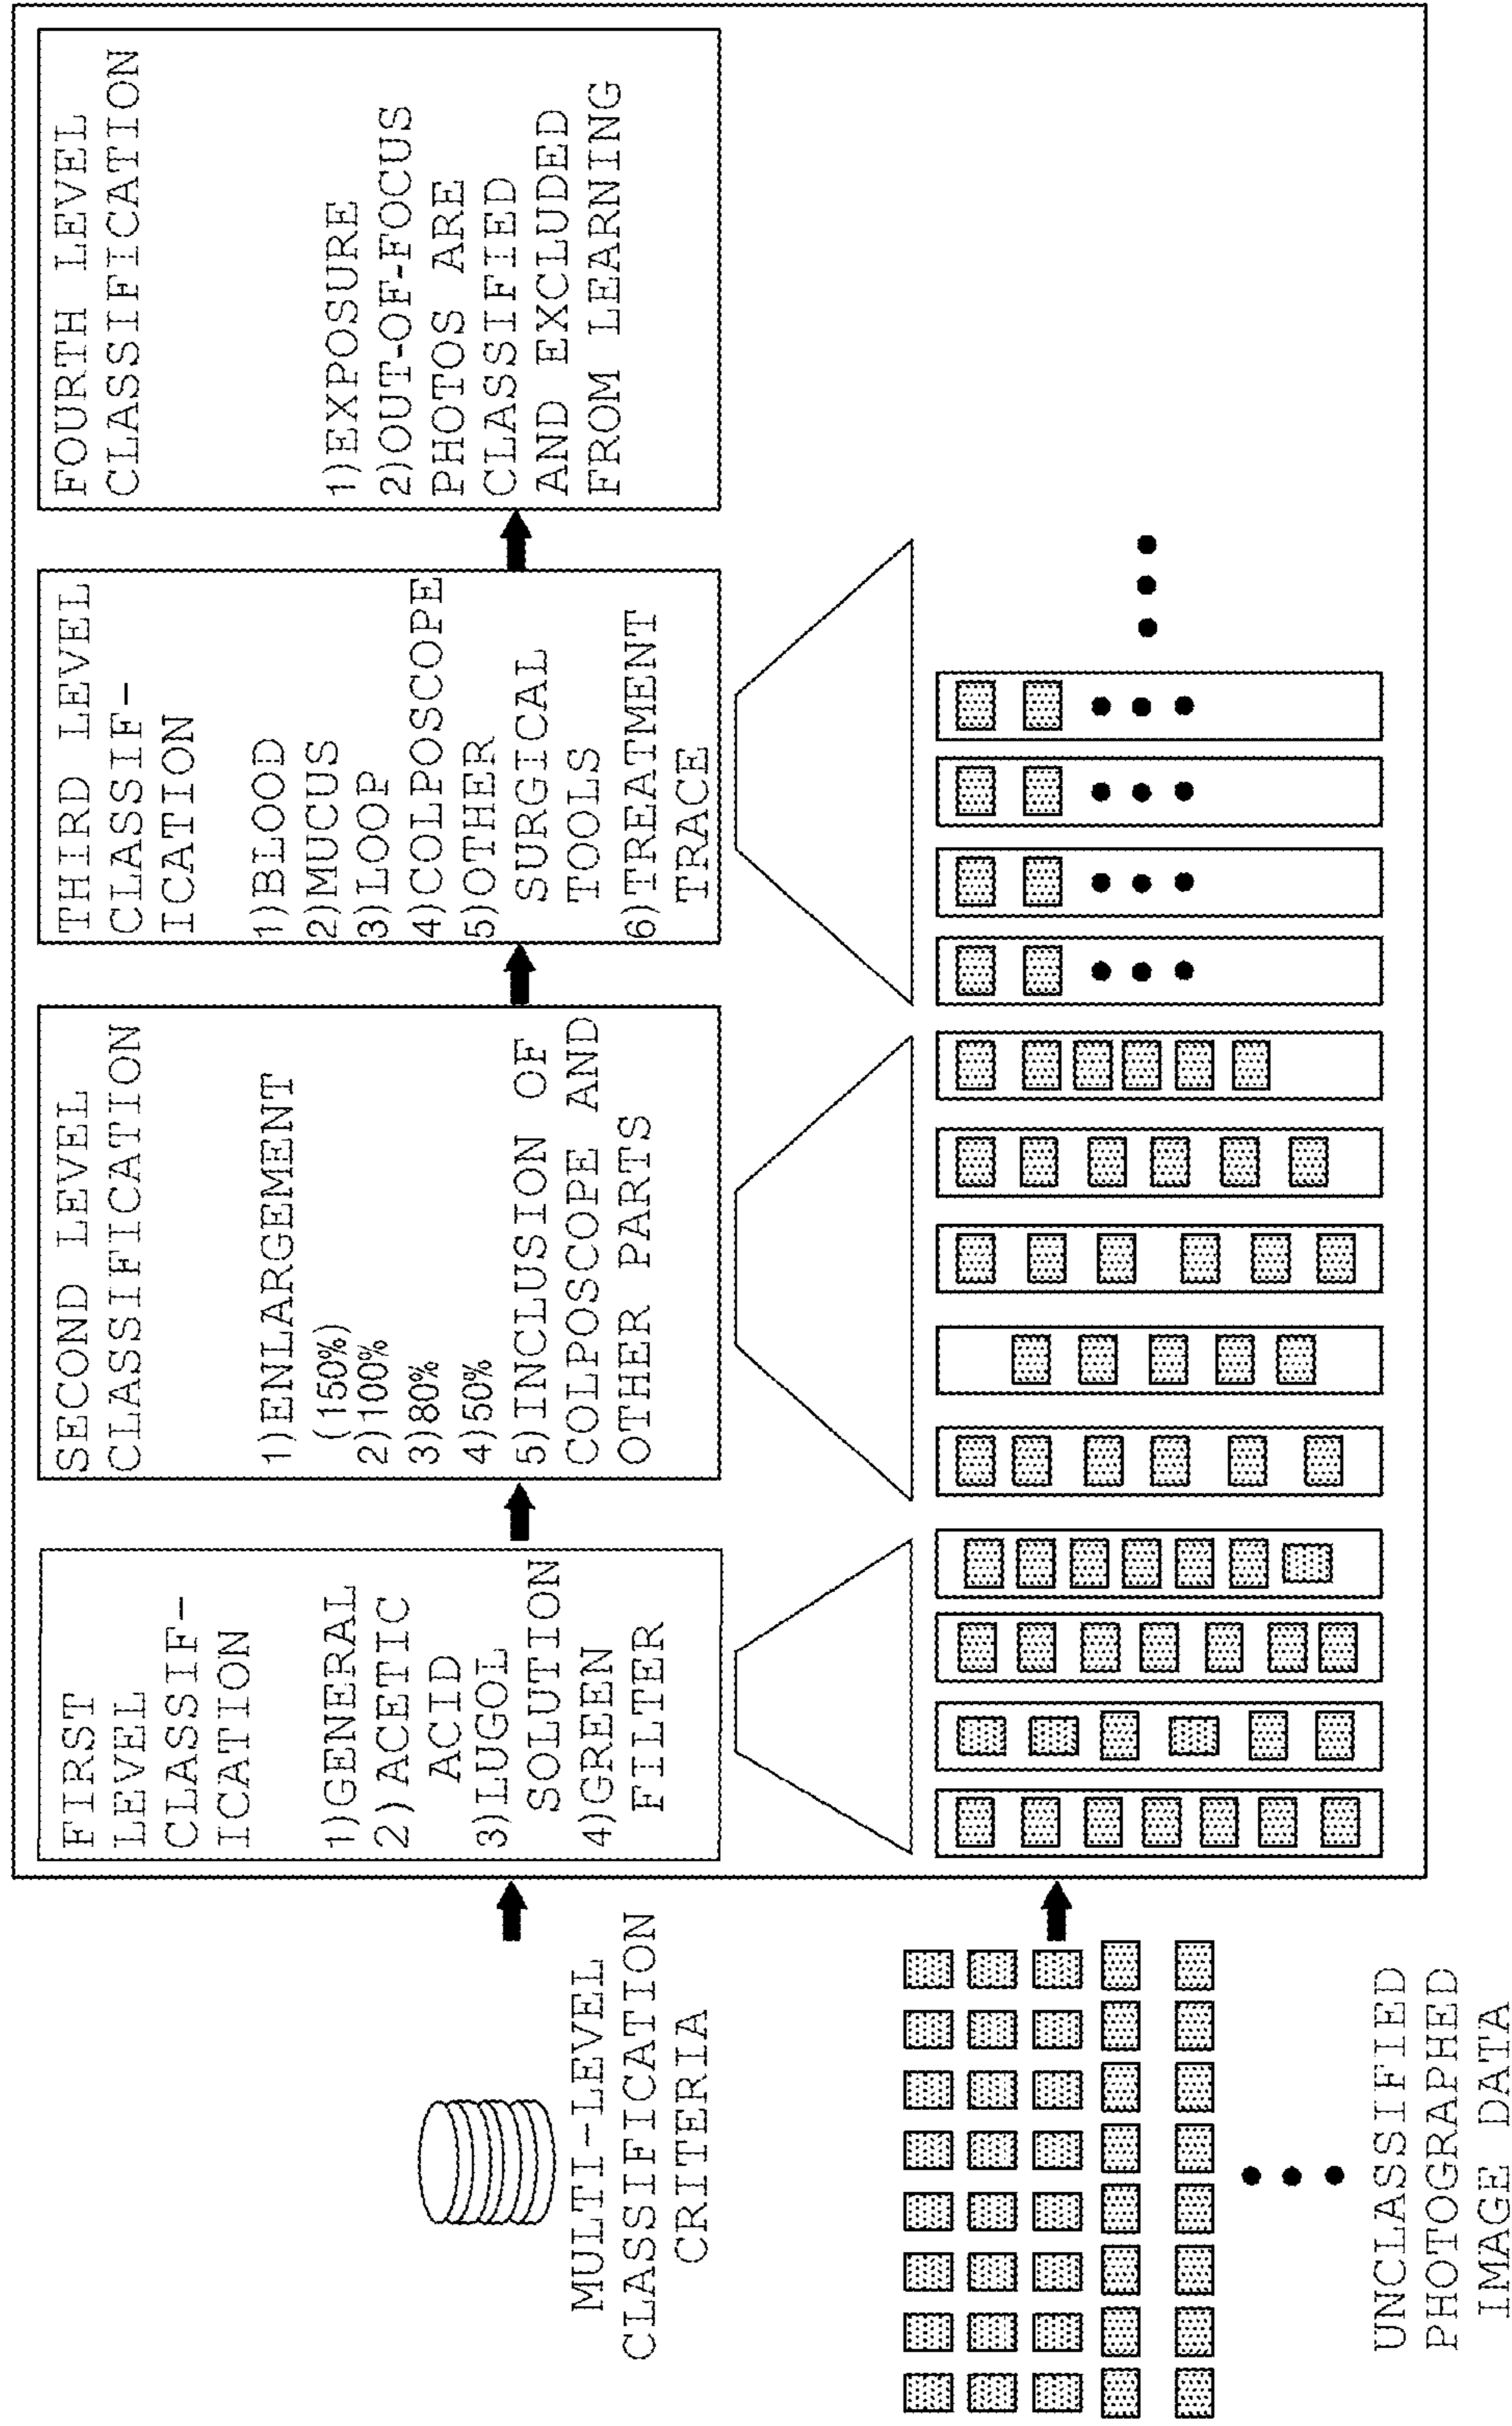 MULTI-LEVEL
CLASSIFICATION
CRITERIA
FIRST
LEVEL
CLASSIF-
ICATION
1)GENERAL
2) ACETIC
ACID
3)LUGOL
SOLUTION
4)GREEN
FILTER
SECOND LEVEL
CLASSIFICATION
1)ENLARGEMENT
(150%)
2)100%
3)80%
4)50%
5)INCLUSION OF
COLPOSCOPE AND
OTHER PARTS
THIRD LEVEL
CLASSIF-
ICATION
1)BLOOD
2)MUCUS
3)LOOP
4)COLPOSCOPE
5)OTHER
SURGICAL
TOOLS
6)TREATMENT
TRACE
FOURTH LEVEL
CLASSIFICATION
1)EXPOSURE
2)OUT-OF-FOCUS
PHOTOS ARE
CLASSIFIED
AND EXCLUDED
FROM LEARNING
UNCLASSIFIED
PHOTOGRAPHED
IMAGE DATA